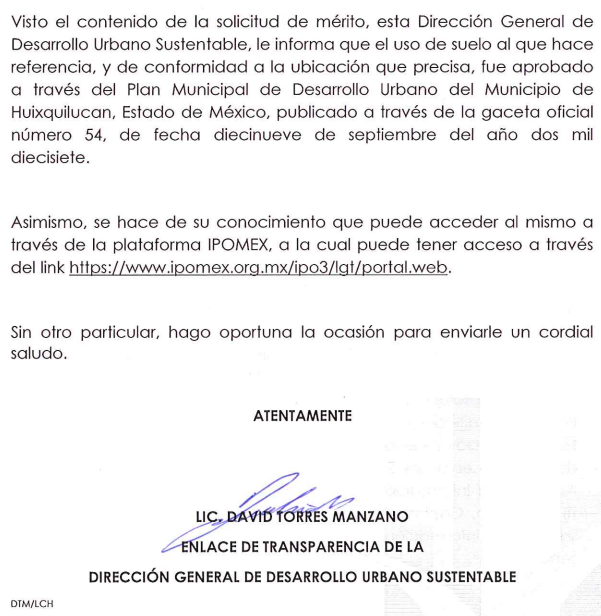 Visto el contenido de la solicitud de mérito, esta Dirección General de
Desarrollo Urbano Sustentable, le informa que el uso de suelo al que hace
referencia, y de conformidad a la ubicación que precisa, fue aprobado
a través del Plan Municipal de Desarrollo Urbano del Municipio de
Huixquilucan, Estado de México, publicado a través de la gaceta oficial
número 54, de fecha diecinueve de septiembre del año dos mil
diecisiete.
Asimismo, se hace de su conocimiento que puede acceder al mismo a
través de la plataforma IPOMEX, a la cual puede tener acceso a través
del link https://www.ipomex.org.mx/ipo3/lgt/portal.web.
Sin otro particular, hago oportuna la ocasión para enviarle un cordial
saludo.
ATENTAMENTE
LIC. DAVID TORRES MANZANO
ENLACE DE TRANSPARENCIA DE LA
DIRECCIÓN GENERAL DE DESARROLLO URBANO SUSTENTABLE
DTM/LCH